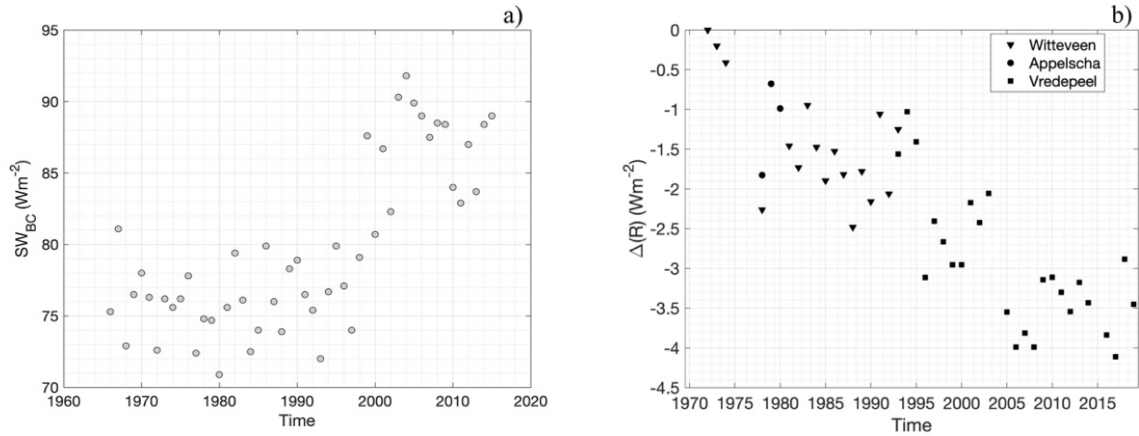 a)
95
90
85
80
75
70
SW_BC (Wm⁻²)
1960 1970 1980 1990 2000 2010 2020
Time
b)
0
-0.5
-1
-1.5
-2
-2.5
-3
-3.5
-4
-4.5
Δ(R) (Wm⁻²)
Witteveen
Appelscha
Vredepeel
1970 1975 1980 1985 1990 1995 2000 2005 2010 2015
Time